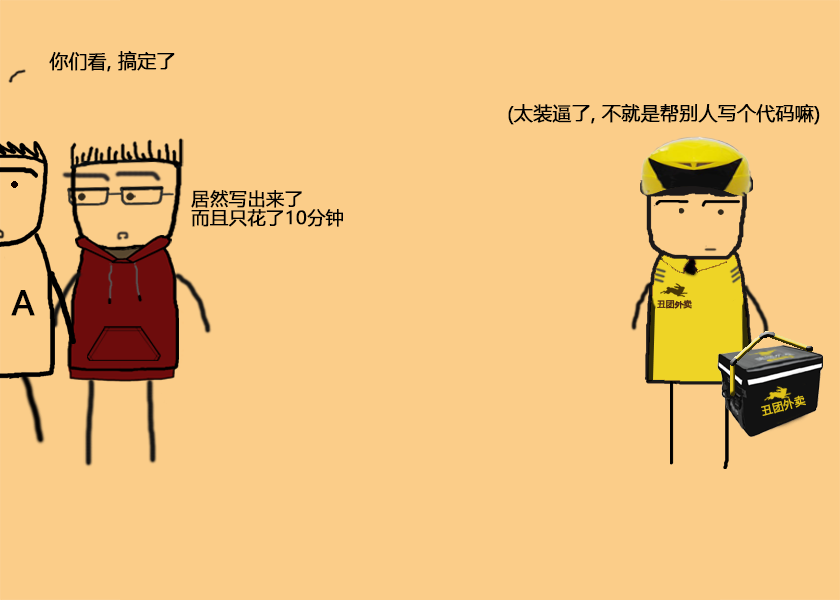 你们看, 搞定了
(太装逼了, 不就是帮别人写个代码嘛)
居然写出来了
而且只花了10分钟
A
丑团外卖
丑团外卖